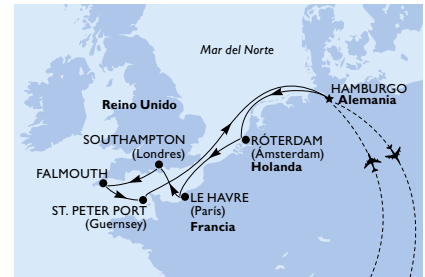 Mar del Norte
HAMBURGO
Alemania
Reino Unido
SOUTHAMPTON
(Londres)
RÓTERDAM
(Ámsterdam)
Holanda
FALMOUTH
LE HAVRE
(París)
Francia
ST. PETER PORT
(Guernsey)